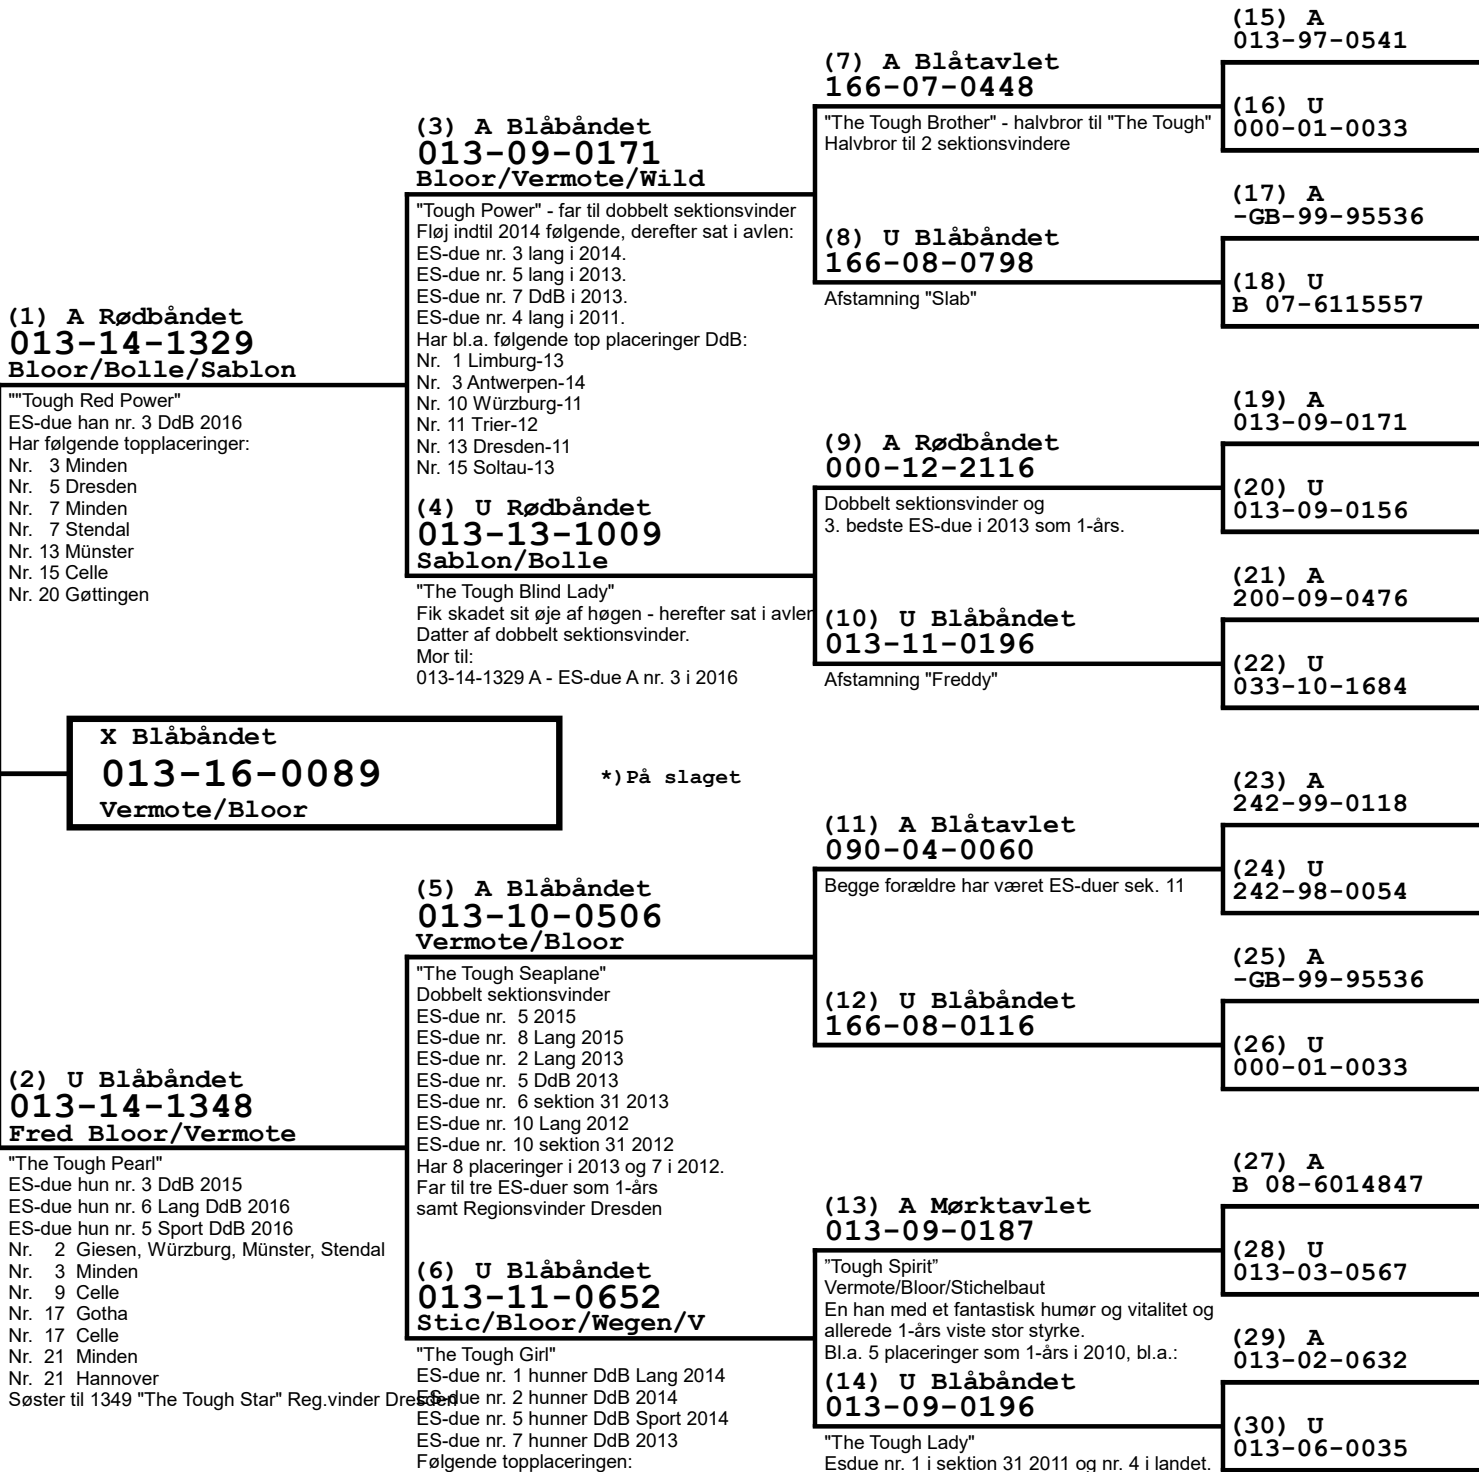 (1) A Rødbåndet
013-14-1329
Bloor/Bolle/Sablon
""Tough Red Power"
ES-due han nr. 3 DdB 2016
Har følgende topplaceringer:
Nr. 3 Minden
Nr. 5 Dresden
Nr. 7 Minden
Nr. 7 Stendal
Nr. 13 Münster
Nr. 15 Celle
Nr. 20 Gøttingen
X Blåbåndet
013-16-0089
Vermote/Bloor
*)På slaget
(2) U Blåbåndet
013-14-1348
Fred Bloor/Vermote
"The Tough Pearl"
ES-due hun nr. 3 DdB 2015
ES-due hun nr. 6 Lang DdB 2016
ES-due hun nr. 5 Sport DdB 2016
Nr. 2 Giesen, Würzburg, Münster, Stendal
Nr. 3 Minden
Nr. 9 Celle
Nr. 17 Gotha
Nr. 17 Celle
Nr. 21 Minden
Nr. 21 Hannover
Søster til 1349 "The Tough Star" Reg.vinder Dresden
(3) A Blåbåndet
013-09-0171
Bloor/Vermote/Wild
"Tough Power" - far til dobbelt sektionsvinder
Fløj indtil 2014 følgende, derefter sat i avlen:
ES-due nr. 3 lang i 2014.
ES-due nr. 5 lang i 2013.
ES-due nr. 7 DdB i 2013.
ES-due nr. 4 lang i 2011.
Har bl.a. følgende top placeringer DdB:
Nr. 1 Limburg-13
Nr. 3 Antwerpen-14
Nr. 10 Würzburg-11
Nr. 11 Trier-12
Nr. 13 Dresden-11
Nr. 15 Soltau-13
(4) U Rødbåndet
013-13-1009
Sablon/Bolle
"The Tough Blind Lady"
Fik skadet sit øje af høgen - herefter sat i avler
Datter af dobbelt sektionsvinder.
Mor til:
013-14-1329 A - ES-due A nr. 3 i 2016
(5) A Blåbåndet
013-10-0506
Vermote/Bloor
"The Tough Seaplane"
Dobbelt sektionsvinder
ES-due nr. 5 2015
ES-due nr. 8 Lang 2015
ES-due nr. 2 Lang 2013
ES-due nr. 5 DdB 2013
ES-due nr. 6 sektion 31 2013
ES-due nr. 10 Lang 2012
ES-due nr. 10 sektion 31 2012
Har 8 placeringer i 2013 og 7 i 2012.
Far til tre ES-duer som 1-års
samt Regionsvinder Dresden
(6) U Blåbåndet
013-11-0652
Stic/Bloor/Wegen/V
"The Tough Girl"
ES-due nr. 1 hunner DdB Lang 2014
ES-due nr. 2 hunner DdB 2014
ES-due nr. 5 hunner DdB Sport 2014
ES-due nr. 7 hunner DdB 2013
Følgende topplaceringen:
(7) A Blåtavlet
166-07-0448
"The Tough Brother" - halvbror til "The Tough"
Halvbror til 2 sektionsvindere
(8) U Blåbåndet
166-08-0798
Afstamning "Slab"
(9) A Rødbåndet
000-12-2116
Dobbelt sektionsvinder og
3. bedste ES-due i 2013 som 1-års.
(10) U Blåbåndet
013-11-0196
Afstamning "Freddy"
(11) A Blåtavlet
090-04-0060
Begge forældre har været ES-duer sek. 11
(12) U Blåbåndet
166-08-0116
(13) A Mørktavlet
013-09-0187
"Tough Spirit"
Vermote/Bloor/Stichelbaut
En han med et fantastisk humør og vitalitet og
allerede 1-års viste stor styrke.
Bl.a. 5 placeringer som 1-års i 2010, bl.a.:
(14) U Blåbåndet
013-09-0196
"The Tough Lady"
Esdue nr. 1 i sektion 31 2011 og nr. 4 i landet.
(15) A
013-97-0541
(16) U
000-01-0033
(17) A
-GB-99-95536
(18) U
B 07-6115557
(19) A
013-09-0171
(20) U
013-09-0156
(21) A
200-09-0476
(22) U
033-10-1684
(23) A
242-99-0118
(24) U
242-98-0054
(25) A
-GB-99-95536
(26) U
000-01-0033
(27) A
B 08-6014847
(28) U
013-03-0567
(29) A
013-02-0632
(30) U
013-06-0035